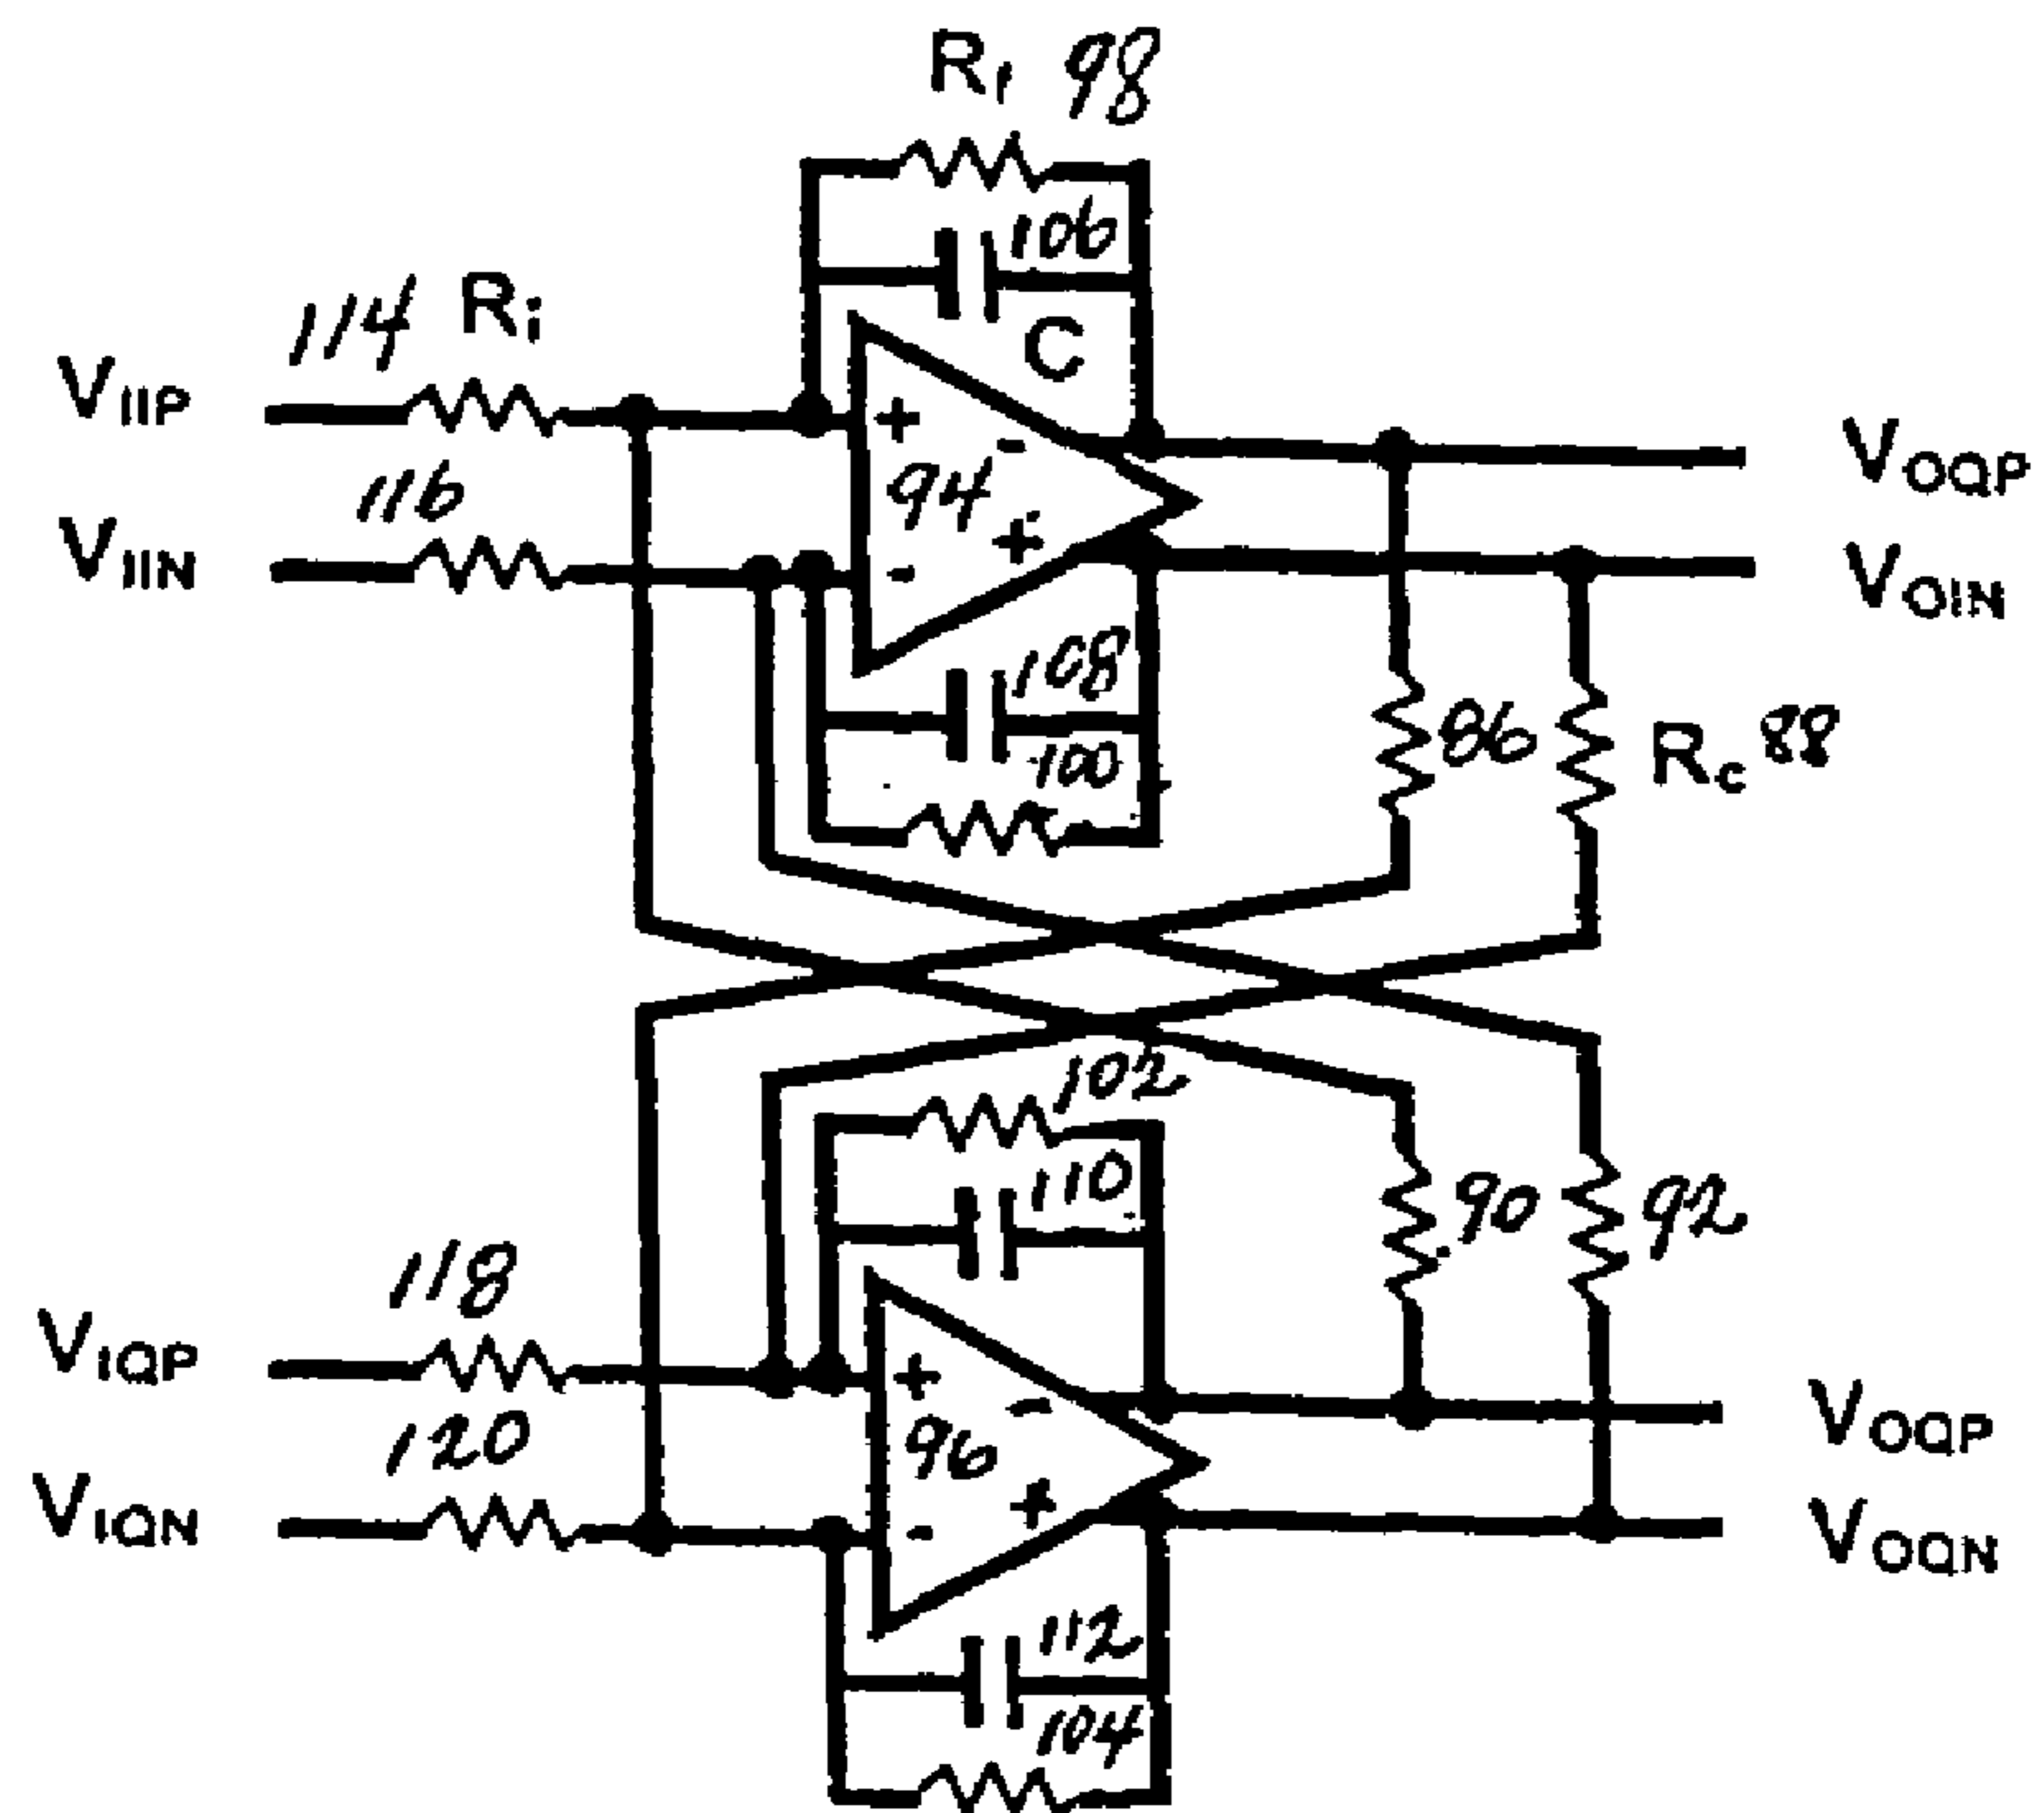 R1 98
106
C
114 Ri
VIIP
116
VIIN
+
-
94
+
-
VOQP
VOIN
108
100
86
Rc 88
102
110
90
92
118
VIQP
120
VIQN
+
-
96
+
-
VOQP
VOQN
112
104